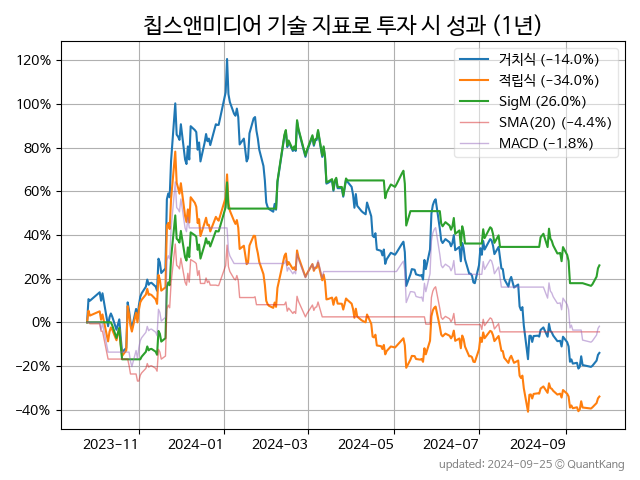 칩스앤미디어 기술 지표로 투자 시 성과 (1년)
120%
100%
80%
60%
40%
20%
0%
−20%
−40%
거치식 (−14.0%)
적립식 (−34.0%)
SigM (26.0%)
SMA(20) (−4.4%)
MACD (−1.8%)
2023-11 2024-01 2024-03 2024-05 2024-07 2024-09
updated: 2024-09-25 © QuantKang